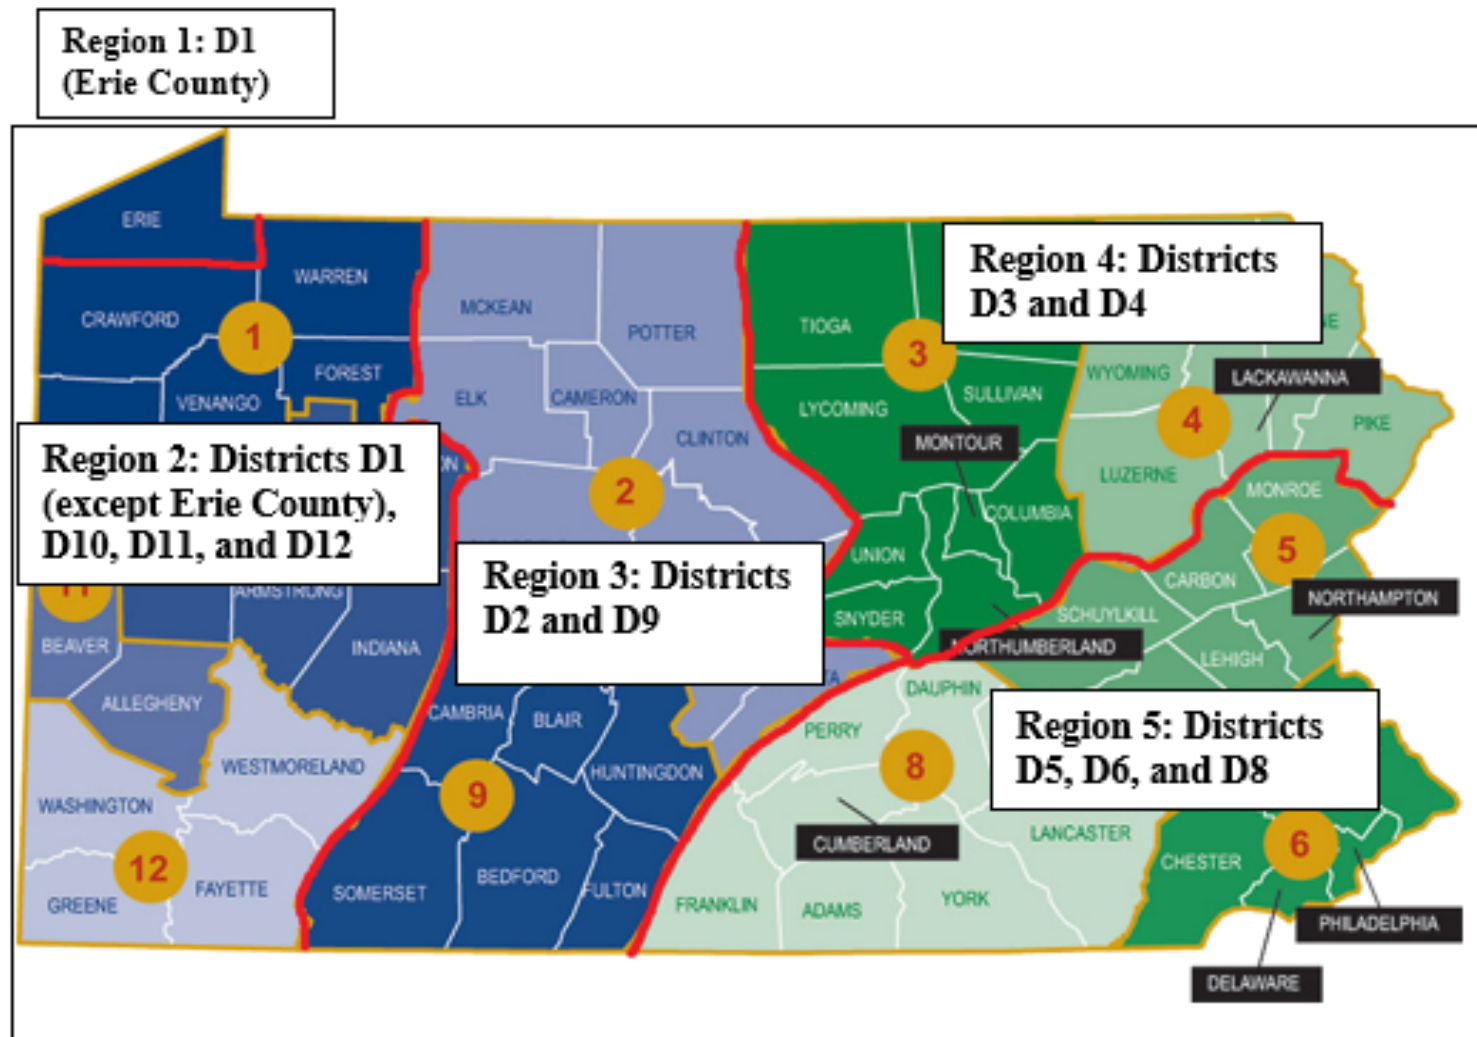 Region 1: D1
(Erie County)
ERIE
WARREN
CRAWFORD
1
FOREST
VENANGO
MCKEAN
POTTER
ELK
CAMERON
CLINTON
2
TIOGA
3
LYCOMING
SULLIVAN
MONTOUR
COLUMBIA
UNION
SNYDER
NORTHUMBERLAND
Region 4: Districts
D3 and D4
WYOMING
LACKAWANNA
4
PIKE
LUZERNE
MONROE
5
CARBON
NORTHAMPTON
SCHUYLKILL
LEHIGH
Region 2: Districts D1
(except Erie County),
D10, D11, and D12
11
ARMSTRONG
BEAVER
INDIANA
ALLEGHENY
WESTMORELAND
WASHINGTON
12
FAYETTE
GREENE
Region 3: Districts
D2 and D9
CAMBRIA
BLAIR
HUNTINGDON
9
SOMERSET
BEDFORD
FULTON
DAUPHIN
PERRY
8
CUMBERLAND
LANCASTER
FRANKLIN
ADAMS
YORK
Region 5: Districts
D5, D6, and D8
6
CHESTER
PHILADELPHIA
DELAWARE